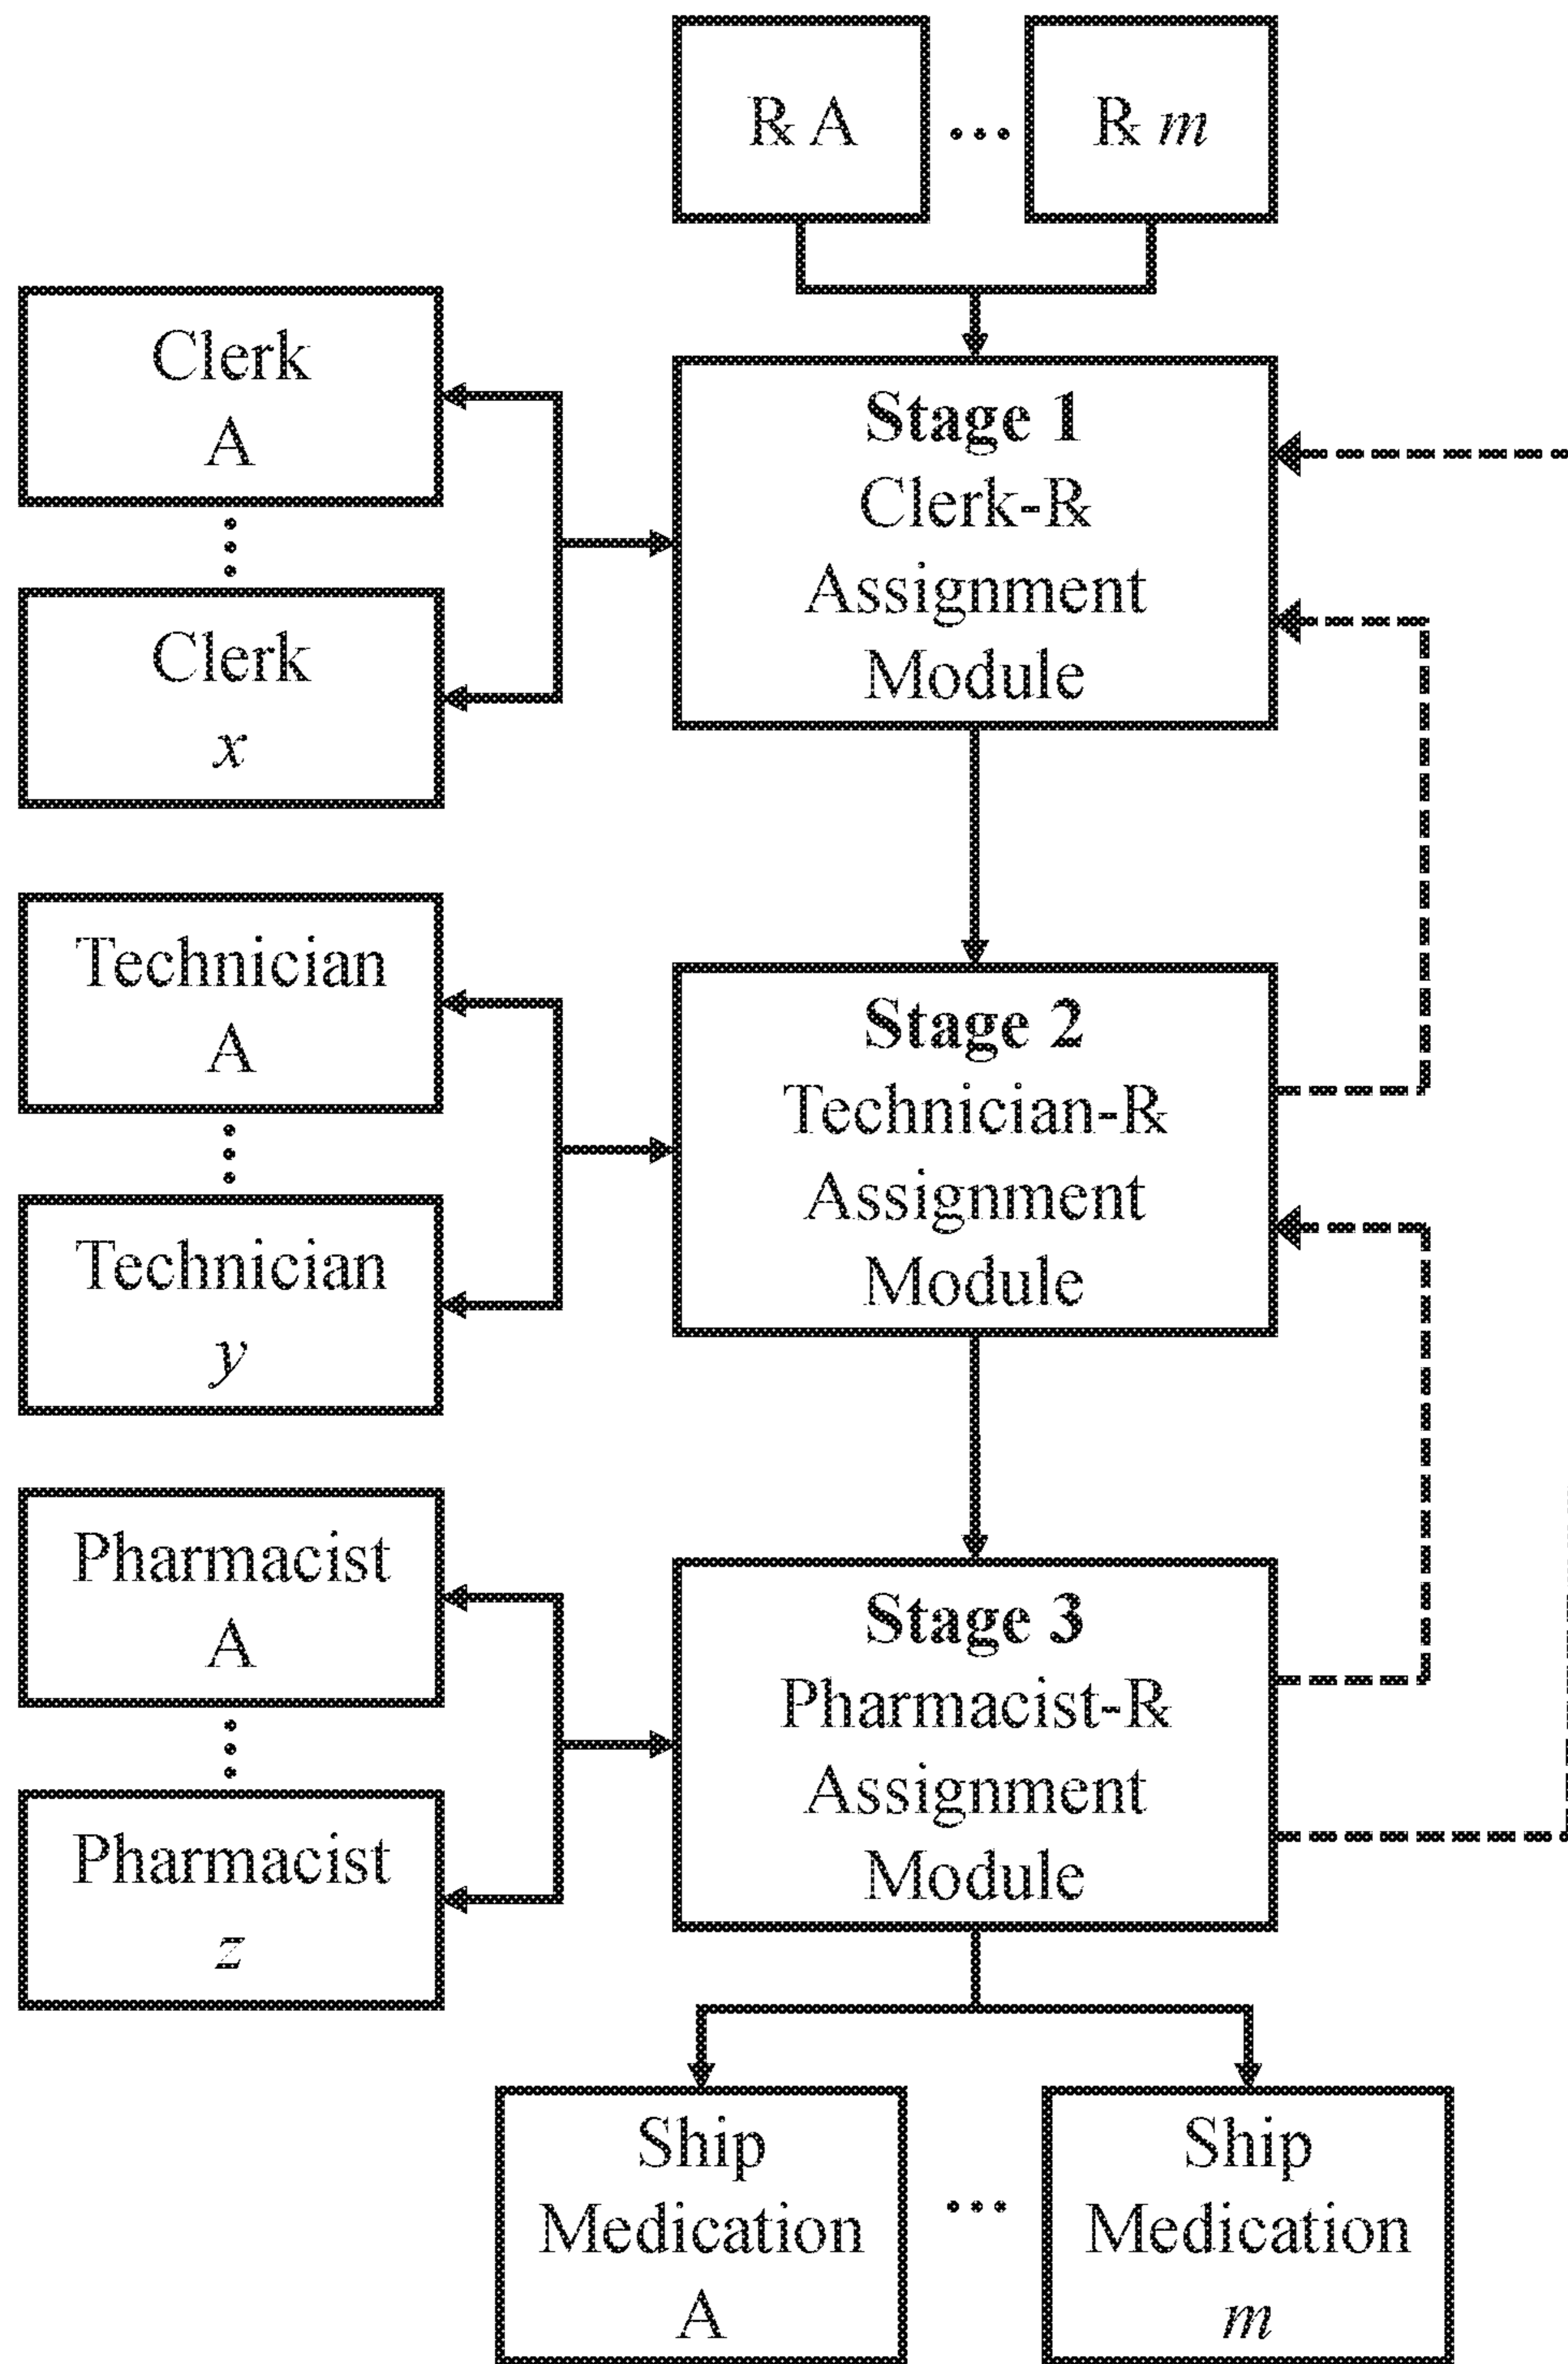 ℞ A ... ℞ m
Clerk
A
Clerk
x
Stage 1
Clerk-℞
Assignment
Module
Technician
A
Technician
y
Stage 2
Technician-℞
Assignment
Module
Pharmacist
A
Pharmacist
z
Stage 3
Pharmacist-℞
Assignment
Module
Ship
Medication
A
...
Ship
Medication
m